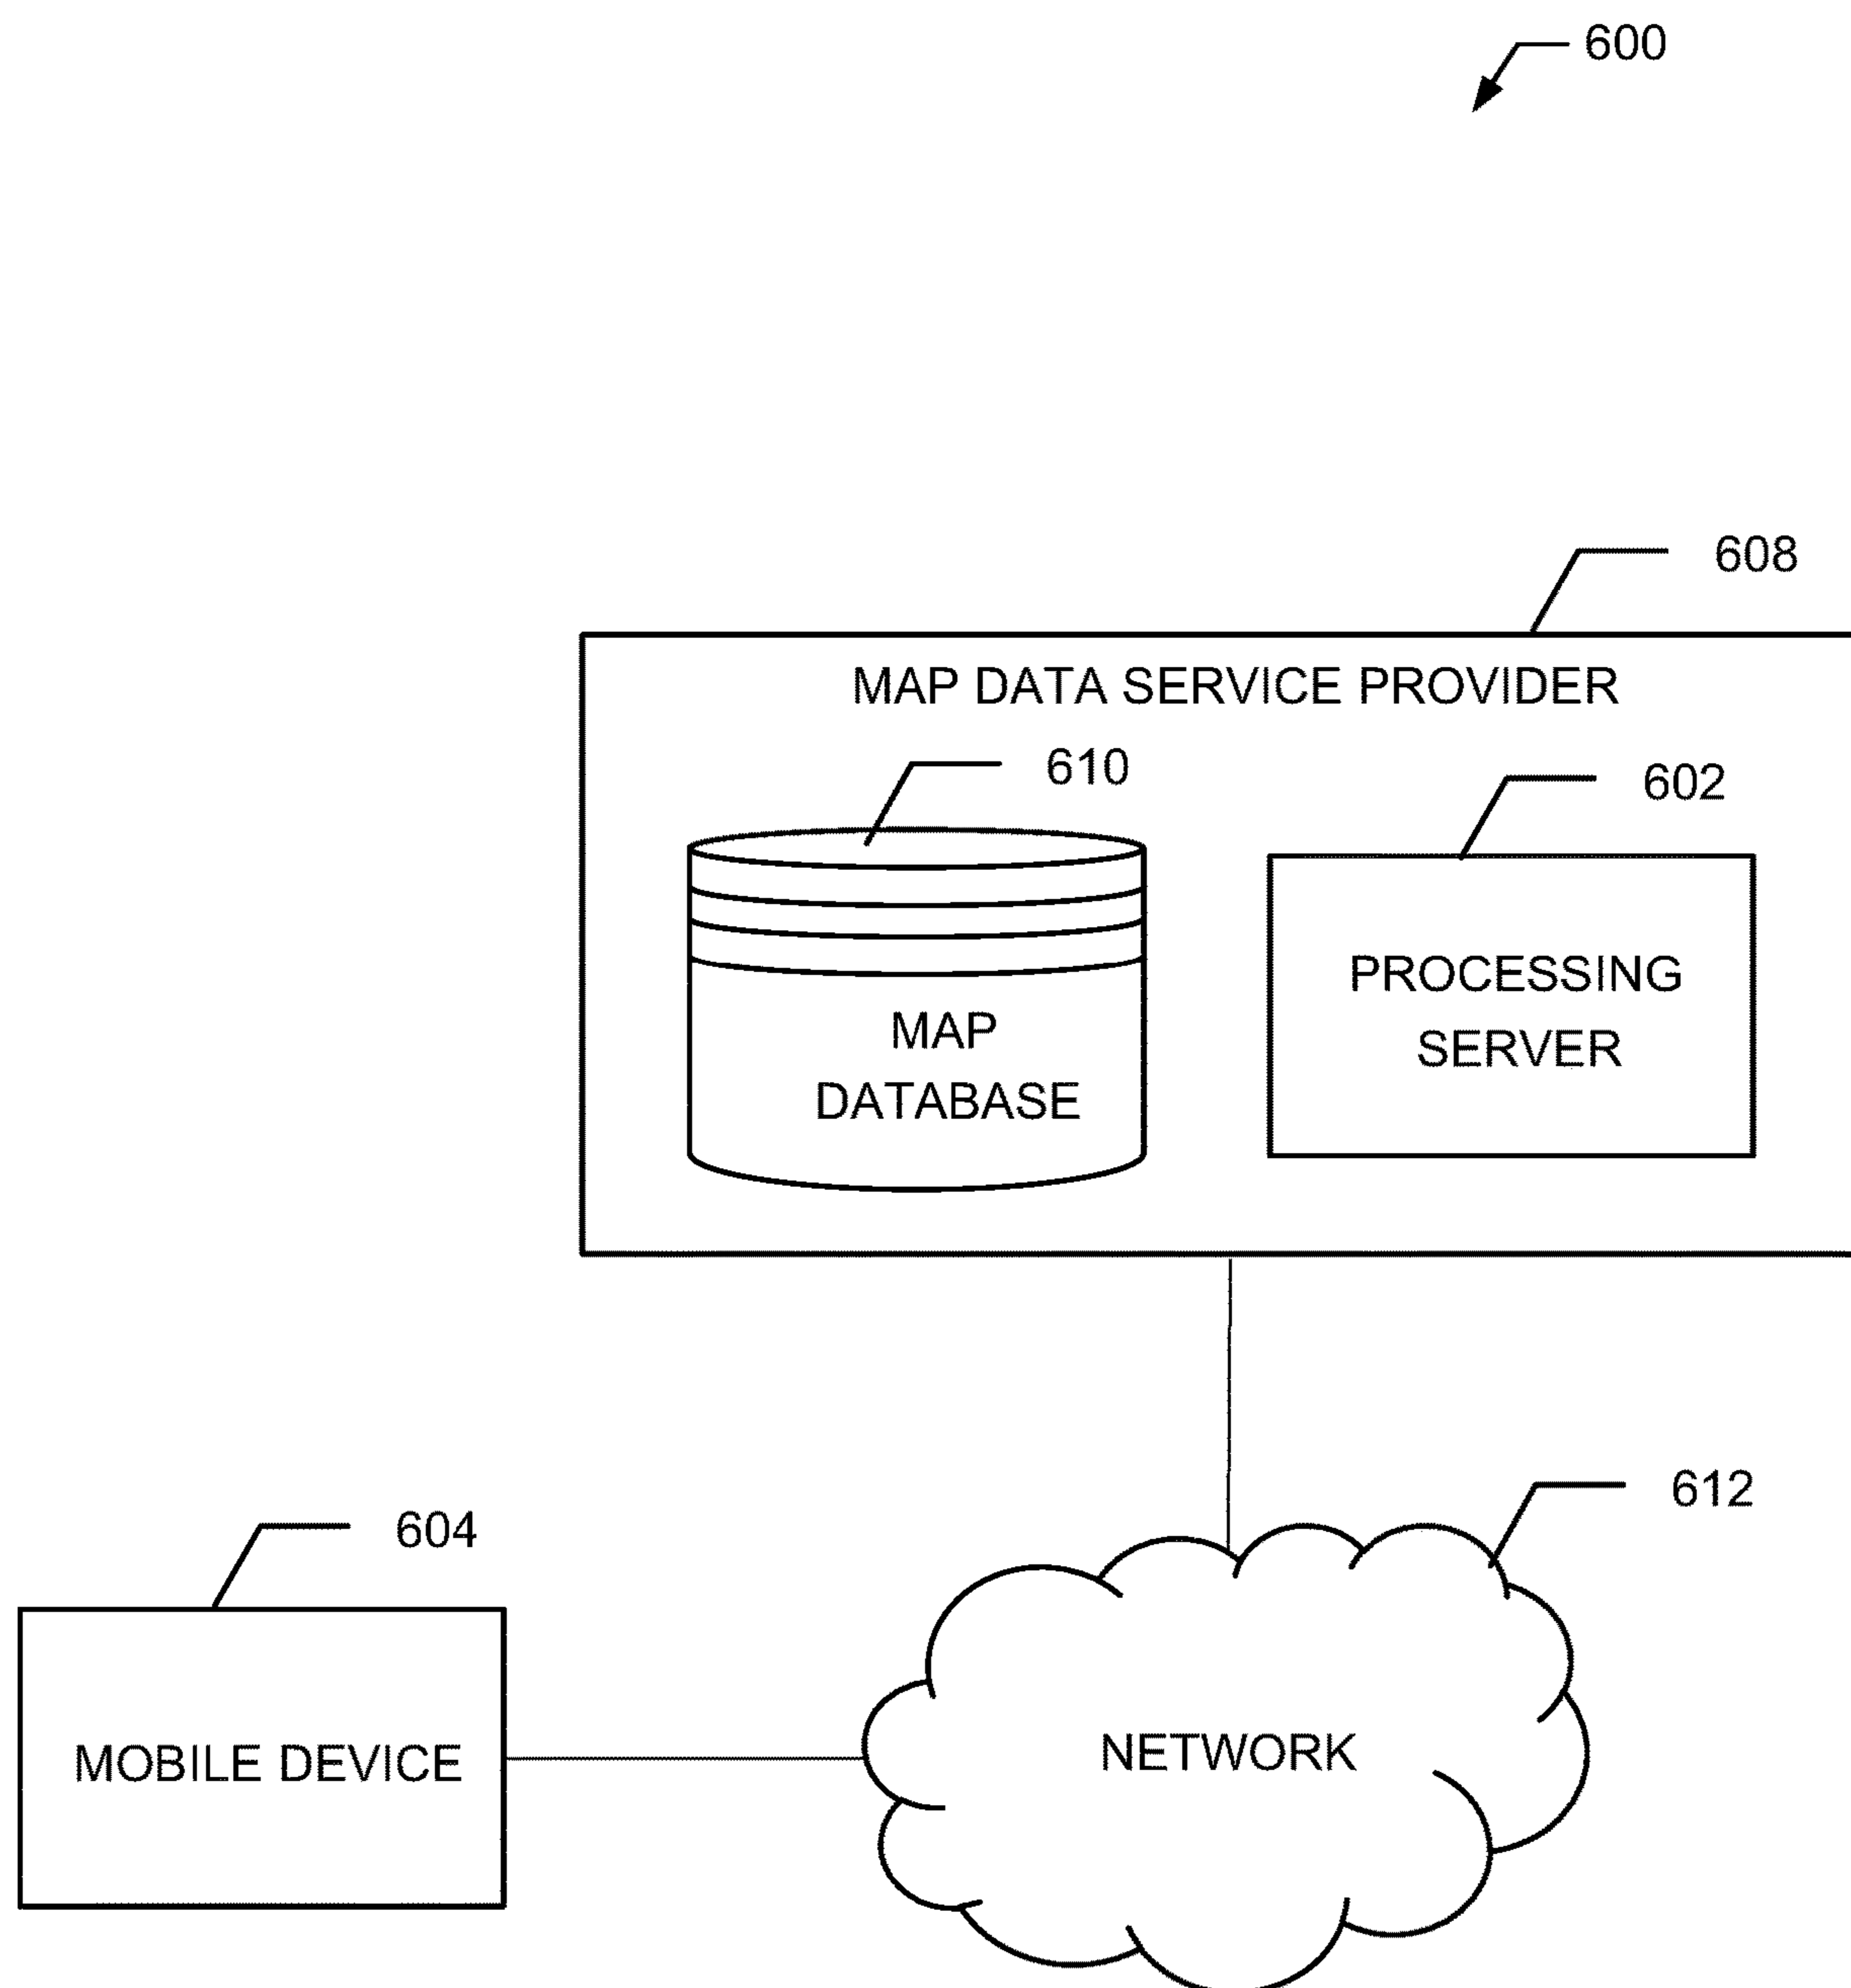 600
608
MAP DATA SERVICE PROVIDER
610
602
PROCESSING
SERVER
MAP
DATABASE
612
604
MOBILE DEVICE
NETWORK